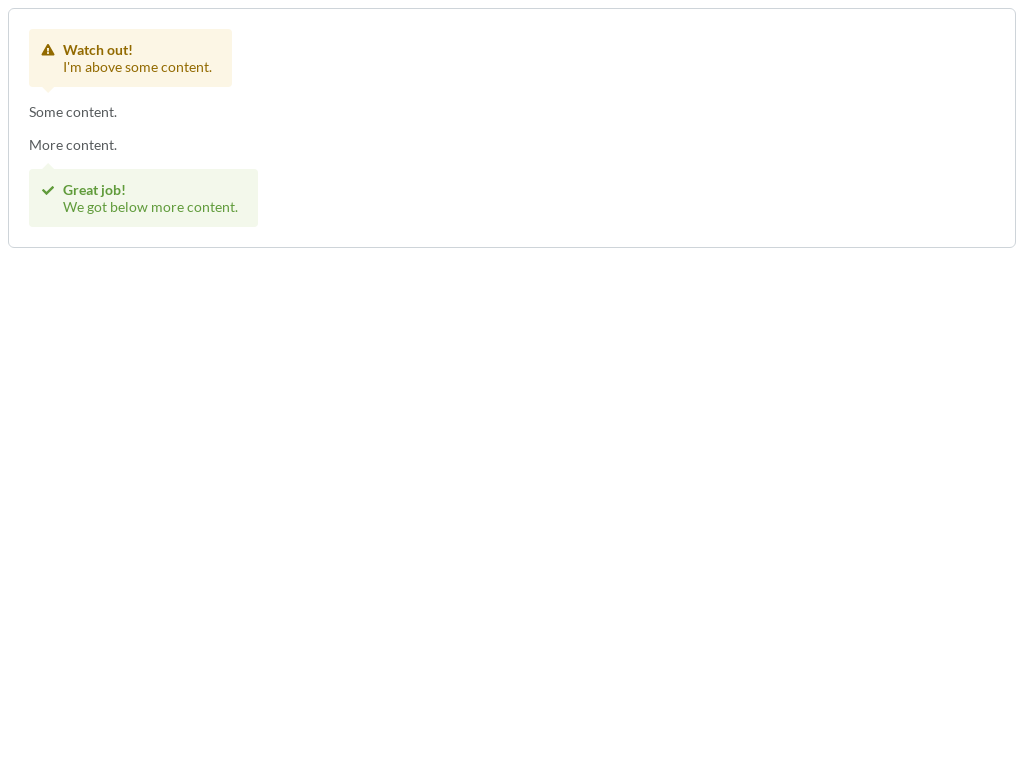 Watch out!
I'm above some content.
Some content.
More content.
Great job!
We got below more content.